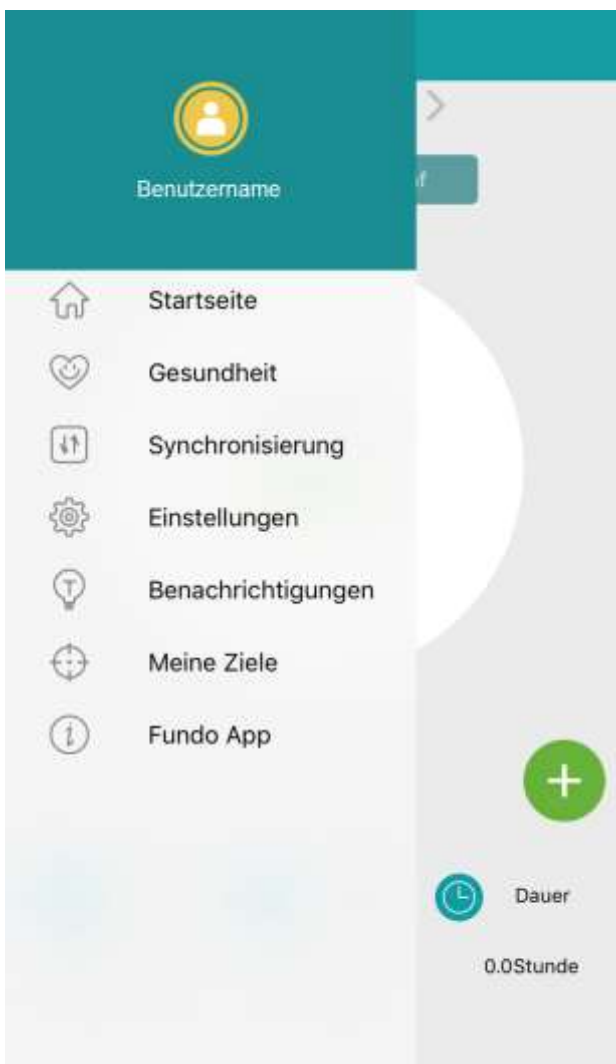 Benutzername
Startseite
Gesundheit
Synchronisierung
Einstellungen
Benachrichtigungen
Meine Ziele
Fundo App
Dauer
0.0Stunde